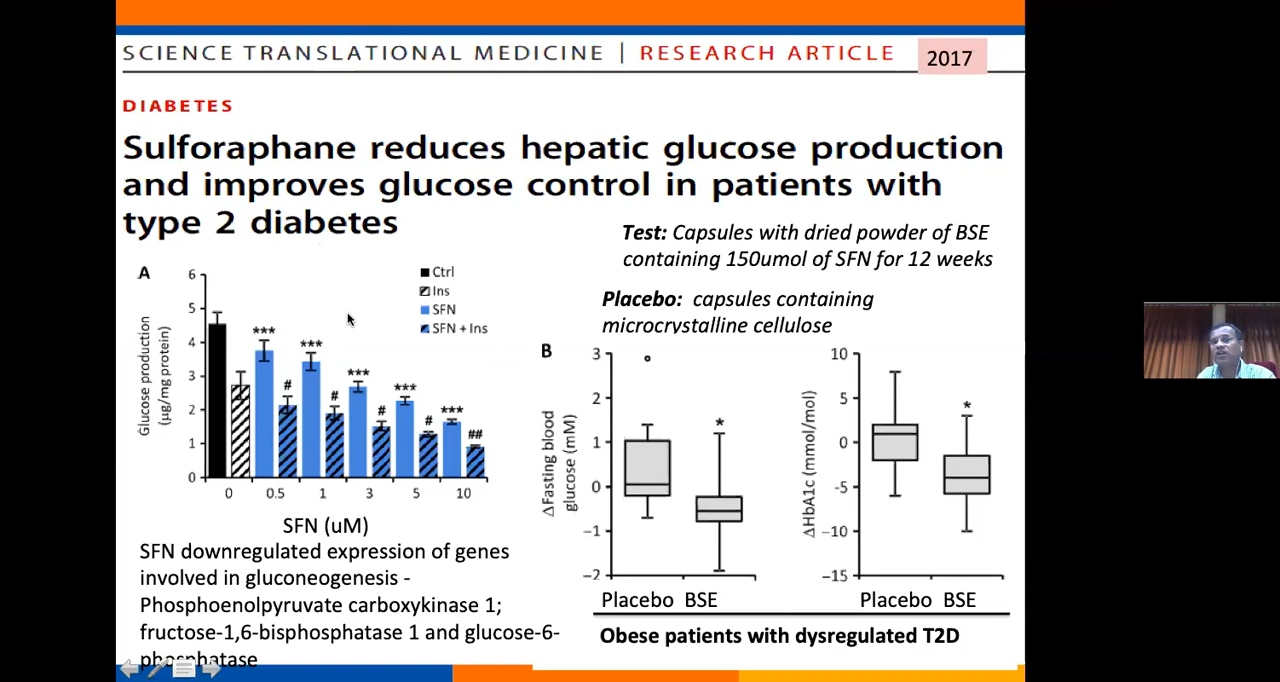 SCIENCE TRANSLATIONAL MEDICINE | RESEARCH ARTICLE
2017
DIABETES
Sulforaphane reduces hepatic glucose production
and improves glucose control in patients with
type 2 diabetes
Test: Capsules with dried powder of BSE
containing 150umol of SFN for 12 weeks
Placebo: capsules containing
microcrystalline cellulose
A
Glucose production
(µg/mg protein)
6
5
4
3
2
1
0
Ctrl
Ins
SFN
SFN + Ins
*** *** *** *** ***
# # # # ##
0 0.5 1 3 5 10
SFN (uM)
SFN downregulated expression of genes
involved in gluconeogenesis -
Phosphoenolpyruvate carboxykinase 1;
fructose-1,6-bisphosphatase 1 and glucose-6-
phosphatase
B
ΔFasting blood
glucose (mM)
3
2
1
0
−1
−2
*
Placebo BSE
ΔHbA1c (mmol/mol)
10
5
0
−5
−10
−15
*
Placebo BSE
Obese patients with dysregulated T2D